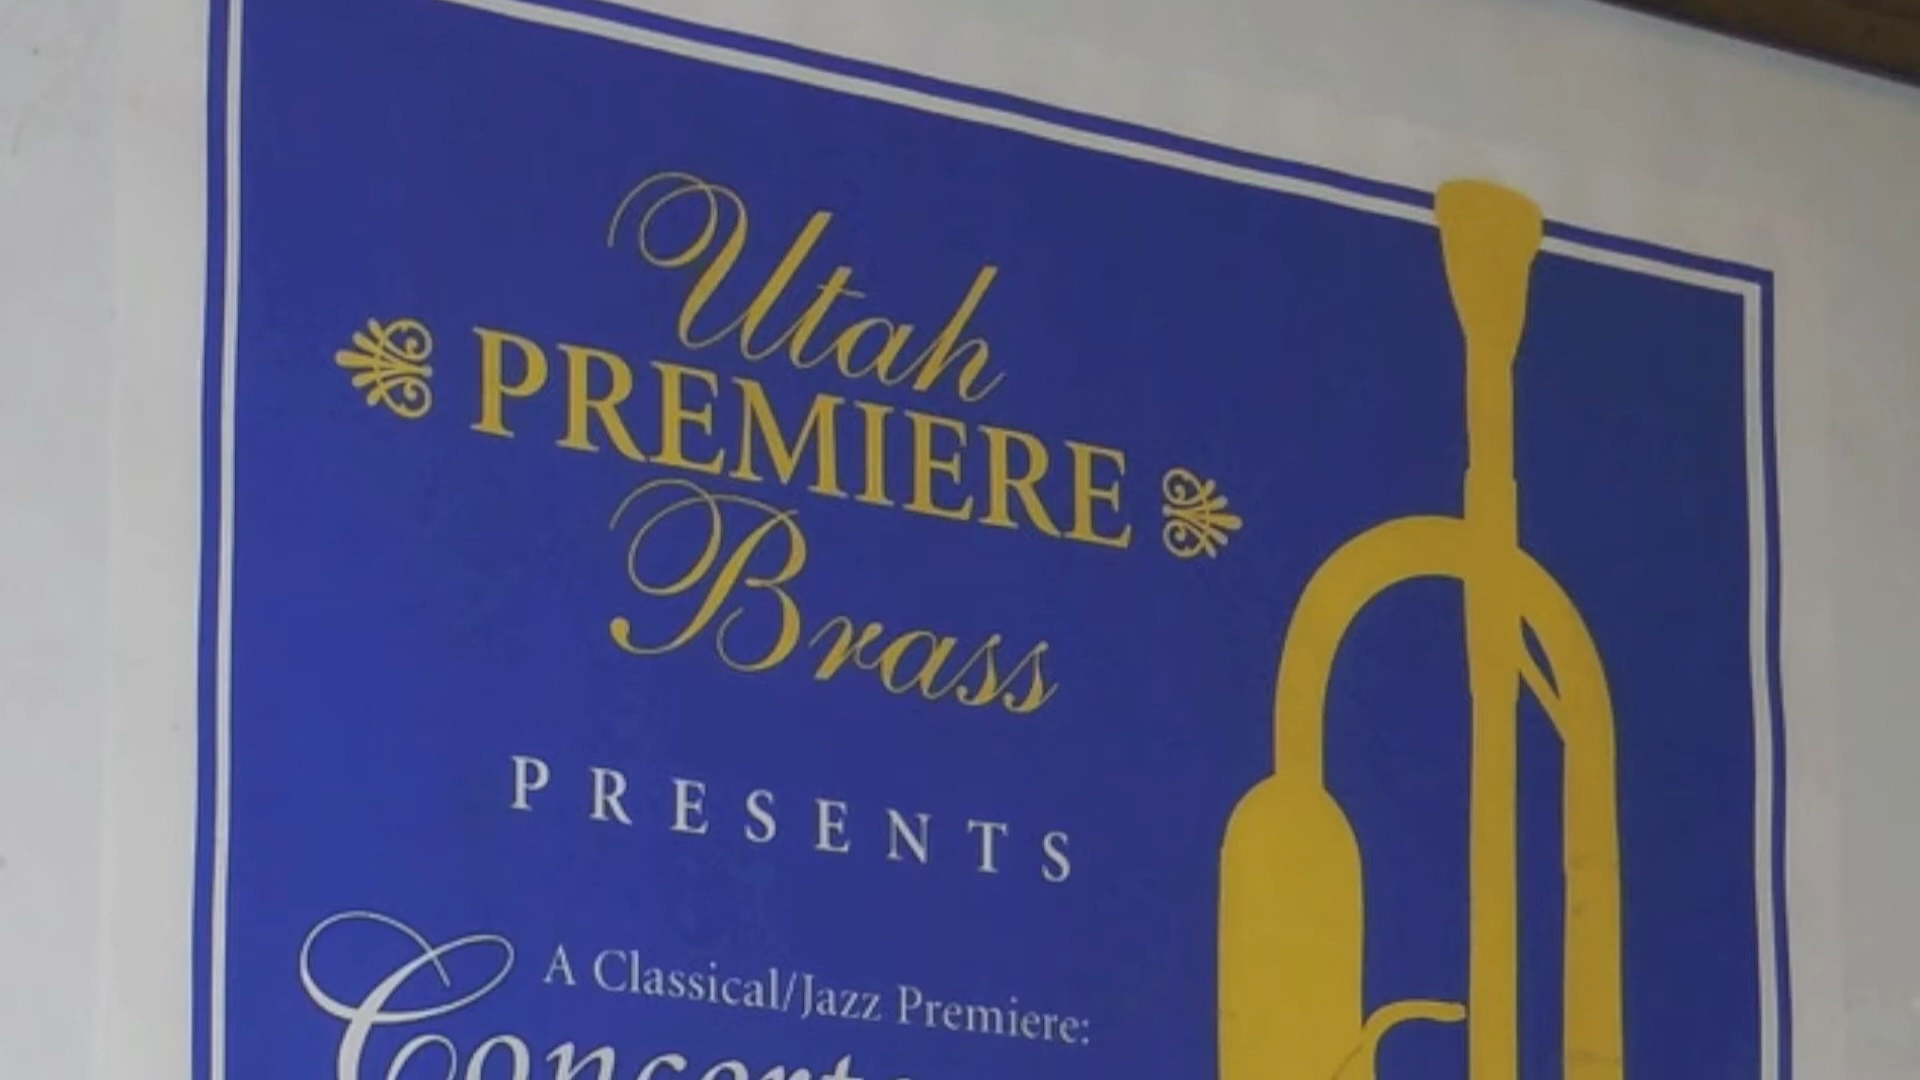 Utah
PREMIERE
Brass
PRESENTS
A Classical/Jazz Premiere: